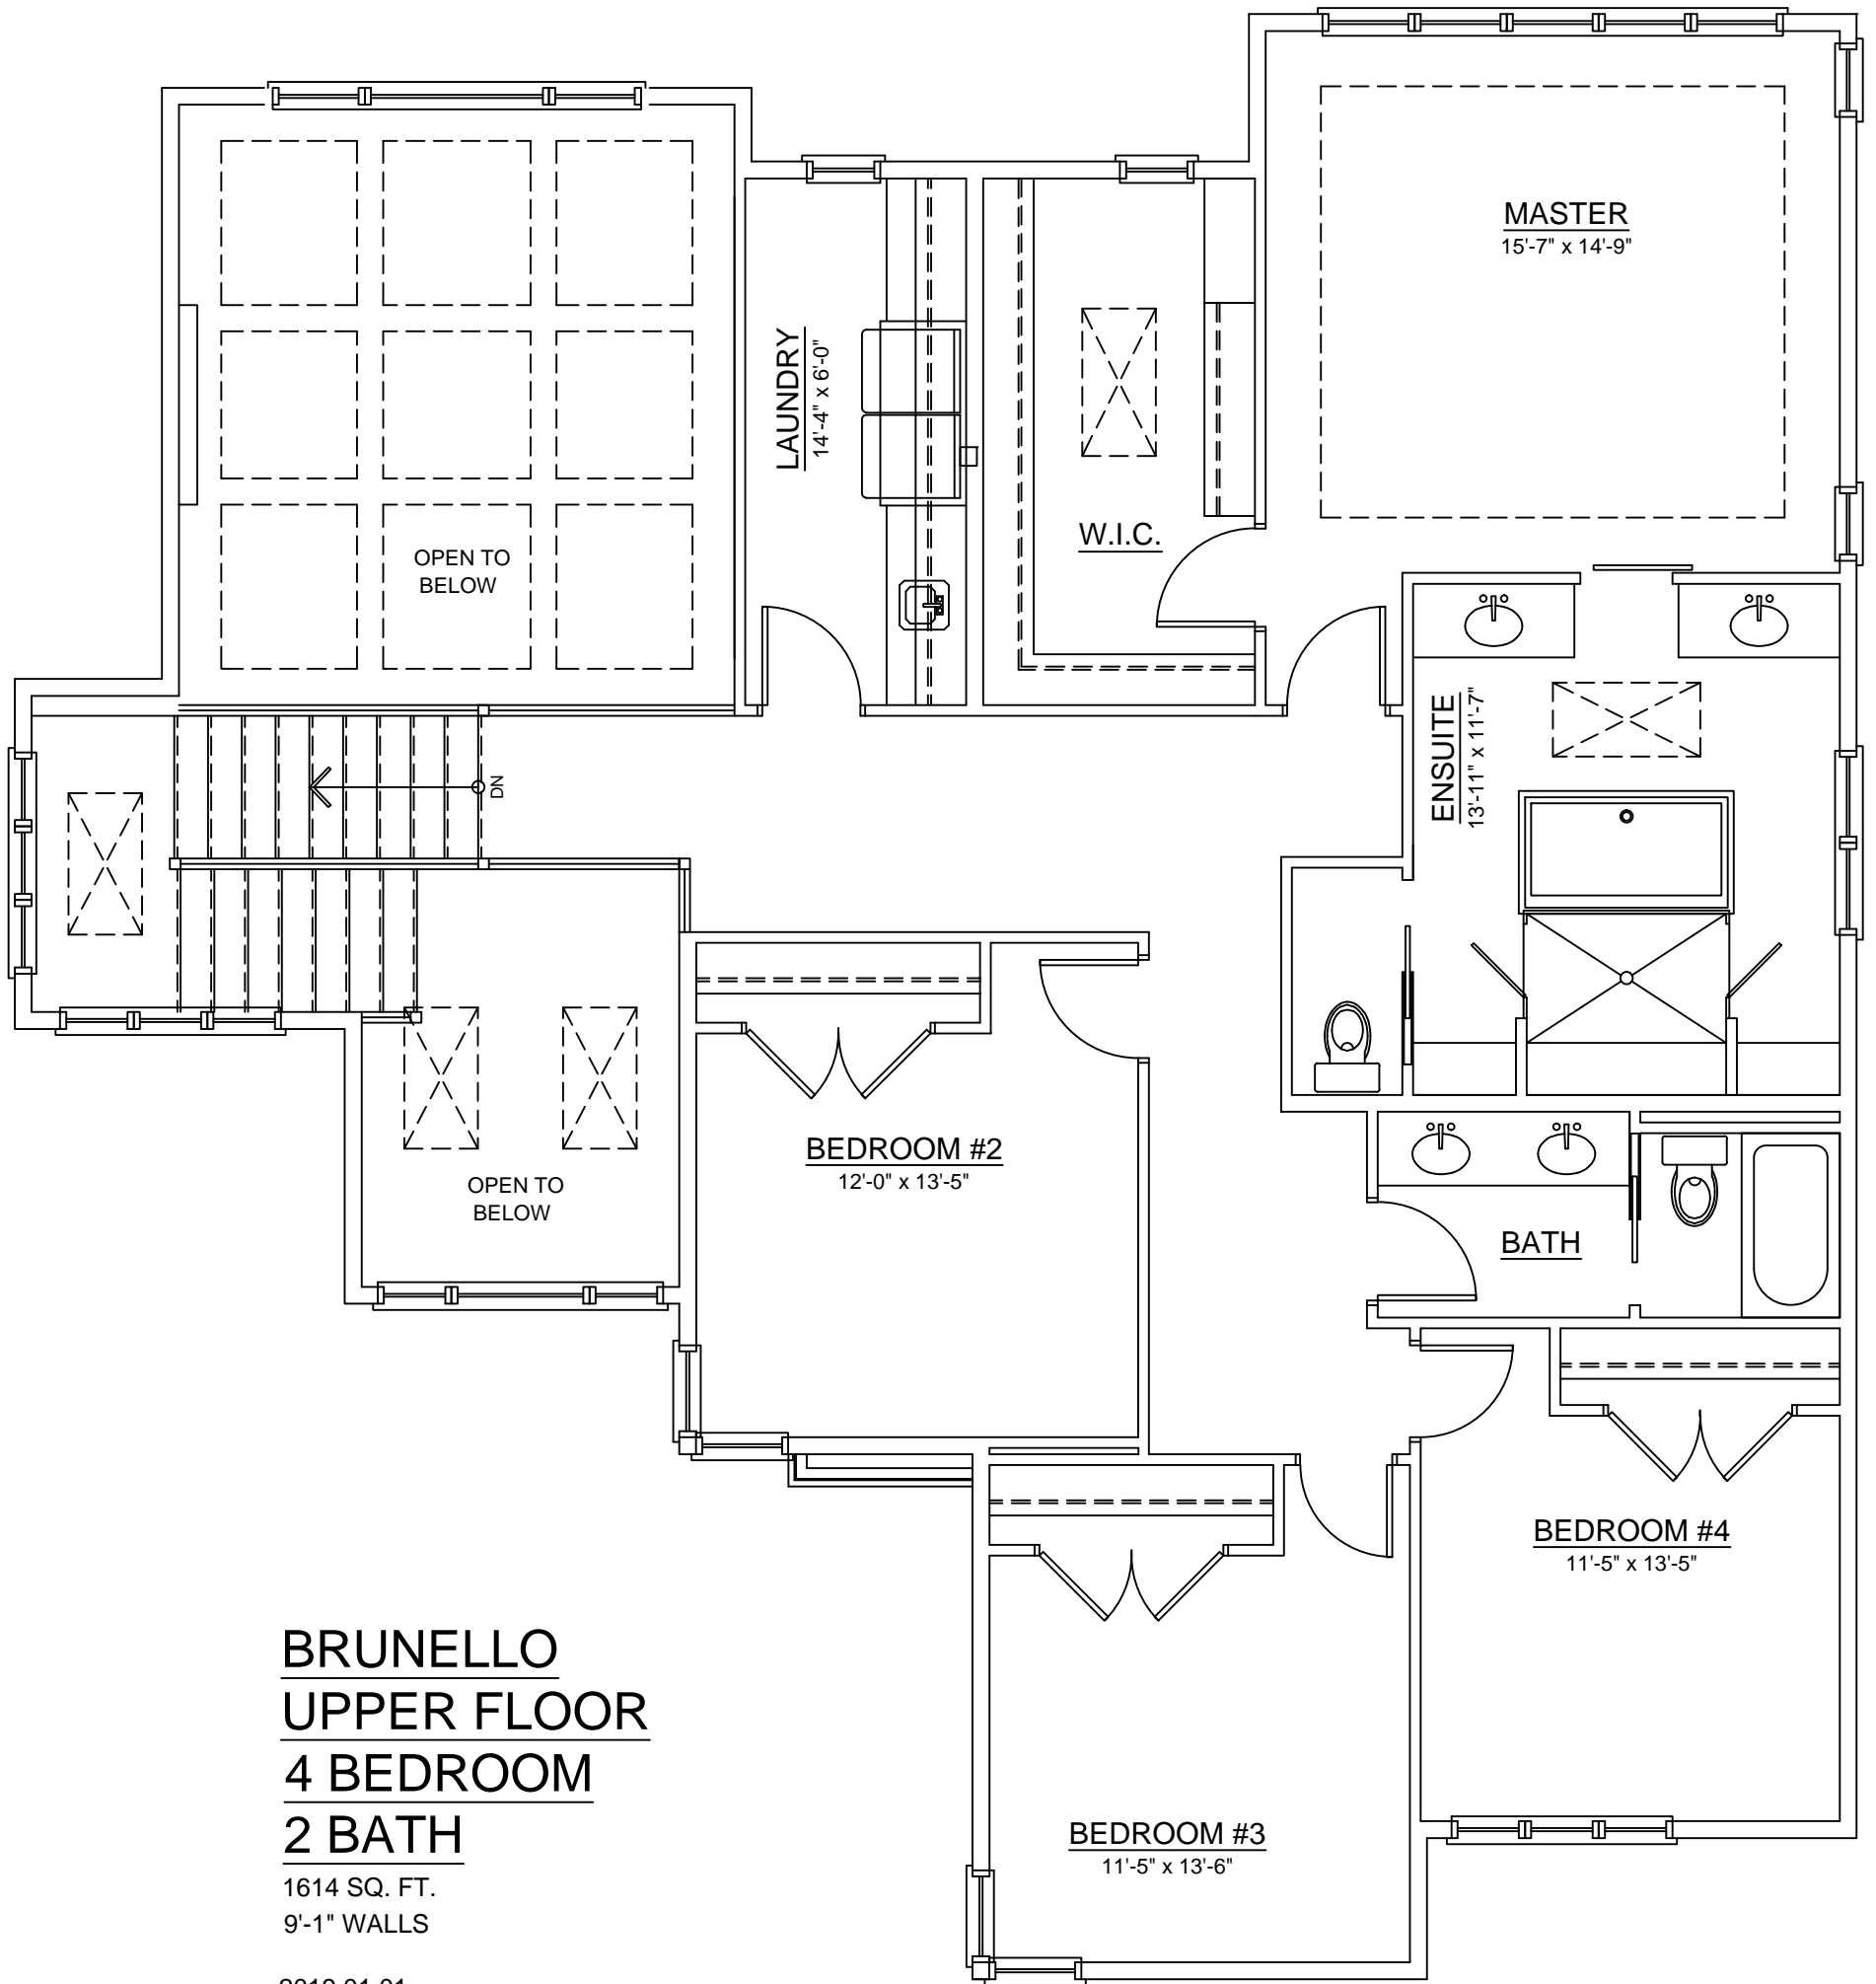 MASTER
15'-7" x 14'-9"
LAUNDRY
14'-4" x 6'-0"
W.I.C.
OPEN TO
BELOW
ENSUITE
13'-11" x 11'-7"
DN
BEDROOM #2
12'-0" x 13'-5"
OPEN TO
BELOW
BATH
BEDROOM #4
11'-5" x 13'-5"
BEDROOM #3
11'-5" x 13'-6"
BRUNELLO
UPPER FLOOR
4 BEDROOM
2 BATH
1614 SQ. FT.
9'-1" WALLS